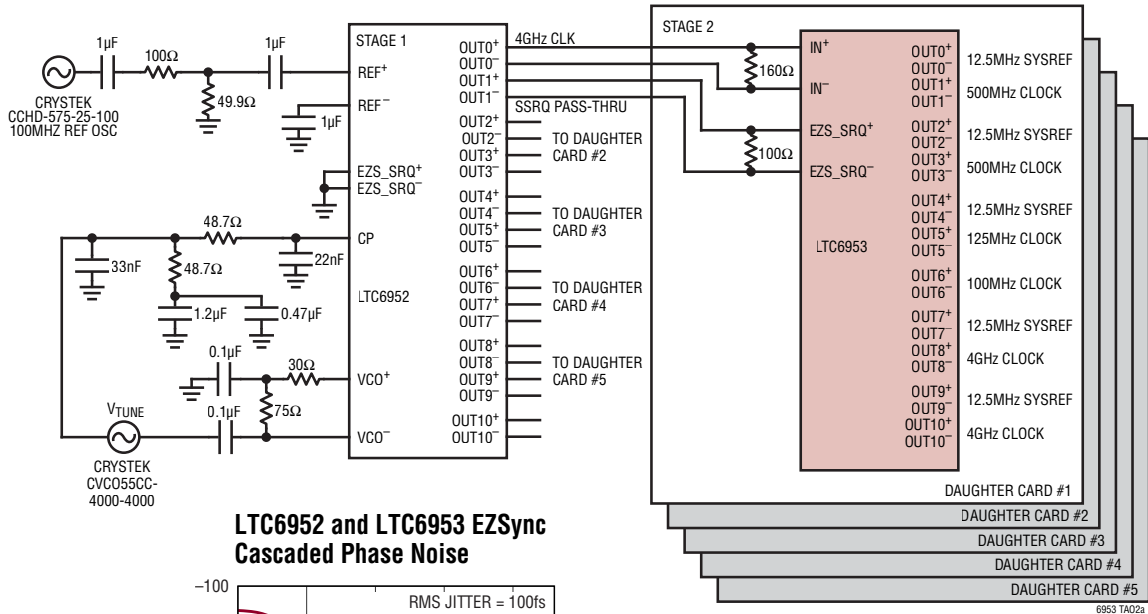 1µF
100Ω
1µF
49.9Ω
1µF
CRYSTEK
CCHD-575-25-100
100MHZ REF OSC
48.7Ω
33nF
48.7Ω
22nF
1.2µF
0.47µF
0.1µF
30Ω
75Ω
0.1µF
VTUNE
CRYSTEK
CVCO55CC-
4000-4000
STAGE 1
REF+
REF–
EZS_SRQ+
EZS_SRQ–
CP
LTC6952
VCO+
VCO–
OUT0+
OUT0–
OUT1+
OUT1–
OUT2+
OUT2–
OUT3+
OUT3–
OUT4+
OUT4–
OUT5+
OUT5–
OUT6+
OUT6–
OUT7+
OUT7–
OUT8+
OUT8–
OUT9+
OUT9–
OUT10+
OUT10–
4GHz CLK
SSRQ PASS-THRU
TO DAUGHTER
CARD #2
TO DAUGHTER
CARD #3
TO DAUGHTER
CARD #4
TO DAUGHTER
CARD #5
STAGE 2
160Ω
100Ω
IN+
IN–
EZS_SRQ+
EZS_SRQ–
LTC6953
OUT0+
OUT0–
OUT1+
OUT1–
OUT2+
OUT2–
OUT3+
OUT3–
OUT4+
OUT4–
OUT5+
OUT5–
OUT6+
OUT6–
OUT7+
OUT7–
OUT8+
OUT8–
OUT9+
OUT9–
OUT10+
OUT10–
12.5MHz SYSREF
500MHz CLOCK
12.5MHz SYSREF
500MHz CLOCK
12.5MHz SYSREF
125MHz CLOCK
100MHz CLOCK
12.5MHz SYSREF
4GHz CLOCK
12.5MHz SYSREF
4GHz CLOCK
DAUGHTER CARD #1
DAUGHTER CARD #2
DAUGHTER CARD #3
DAUGHTER CARD #4
DAUGHTER CARD #5
6953 TA02a
LTC6952 and LTC6953 EZSync
Cascaded Phase Noise
–100
RMS JITTER = 100fs